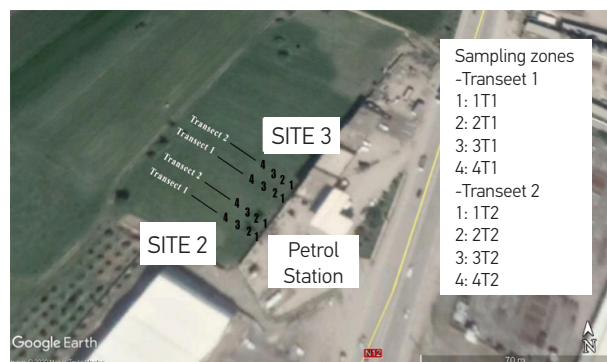 Transect 2
Transect 1
Transect 2
Transect 1
SITE 3
4
3
2
1
4
3
2
1
4
3
2
1
4
3
2
1
SITE 2
Petrol
Station
Sampling zones
-Transeet 1
1: 1T1
2: 2T1
3: 3T1
4: 4T1
-Transeet 2
1: 1T2
2: 2T2
3: 3T2
4: 4T2
Google Earth
N12
70 m
N